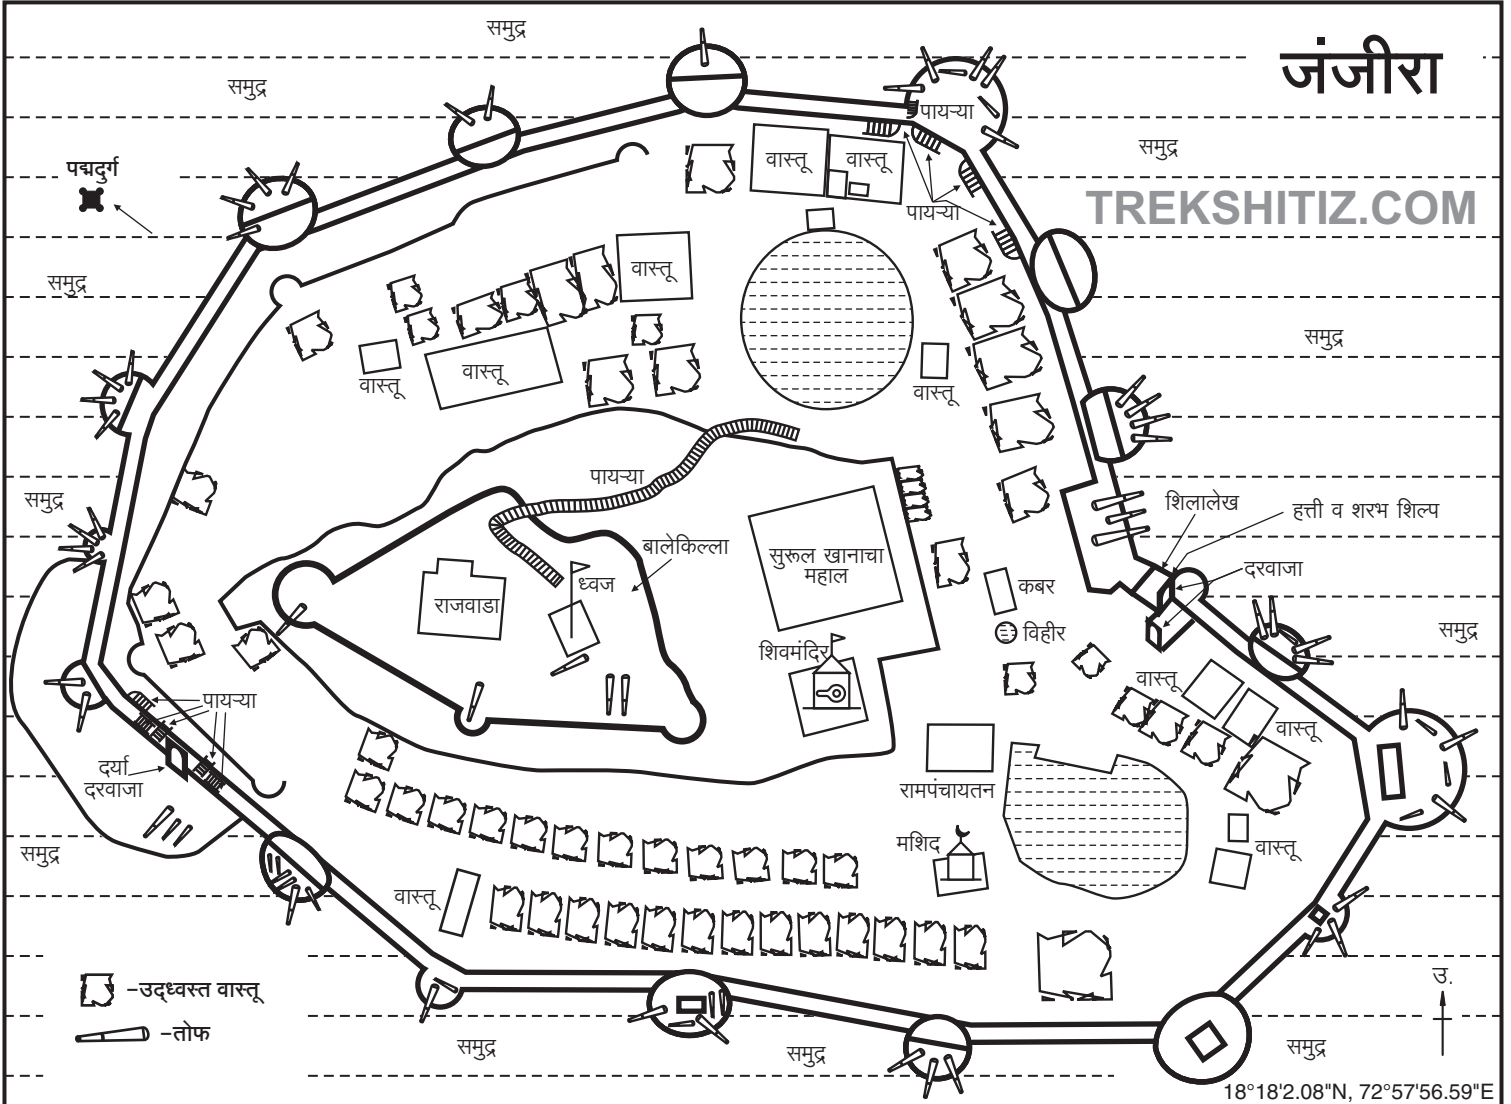 समुद्र
जंजीरा
समुद्र
पायऱ्या
समुद्र
वास्तू
वास्तू
पद्मदुर्ग
TREKSHITIZ.COM
पायऱ्या
वास्तू
समुद्र
समुद्र
वास्तू
वास्तू
वास्तू
पायऱ्या
समुद्र
शिलालेख
हत्ती व शरभ शिल्प
बालेकिल्ला
सुरूल खानाचा
महाल
दरवाजा
ध्वज
राजवाडा
कबर
विहीर
समुद्र
शिवमंदिर
वास्तू
पायऱ्या
वास्तू
दर्या
दरवाजा
रामपंचायतन
मशिद
वास्तू
समुद्र
वास्तू
-उद्ध्वस्त वास्तू
-तोफ
उ.
समुद्र
समुद्र
समुद्र
18°18'2.08"N, 72°57'56.59"E